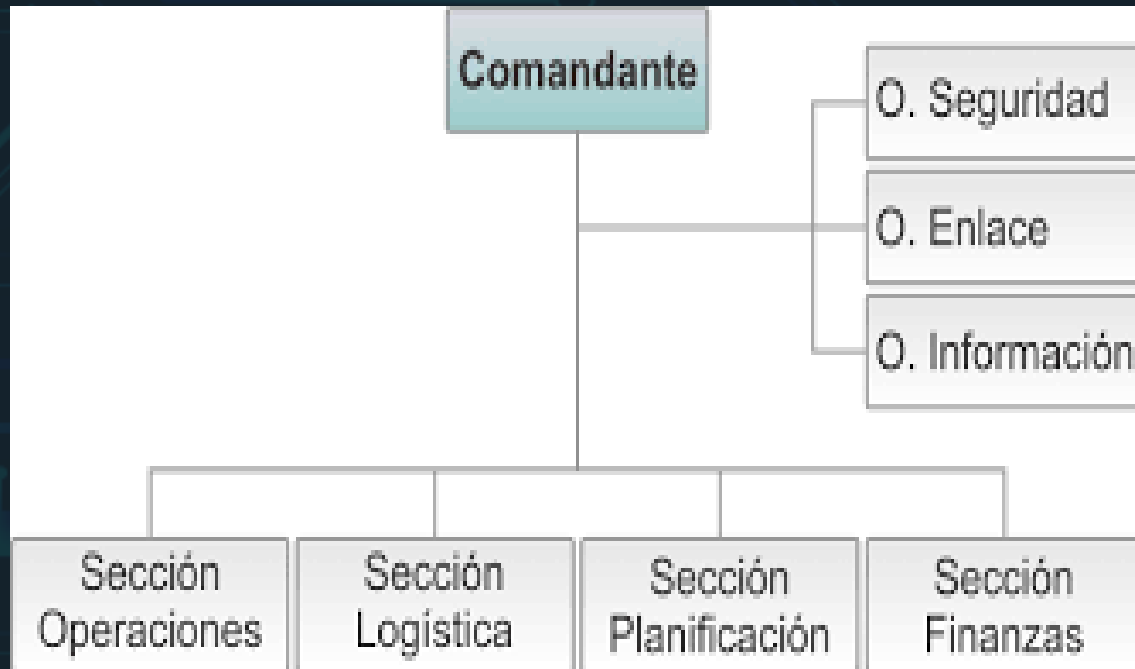 Comandante
O. Seguridad
O. Enlace
O. Información
Sección
Operaciones
Sección
Logística
Sección
Planificación
Sección
Finanzas